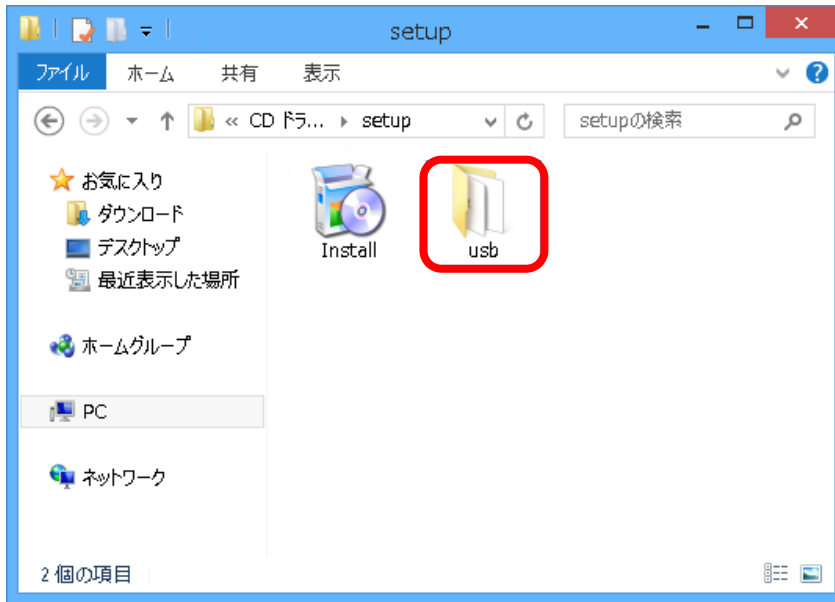 setup
ファイル ホーム 共有 表示
« CD ドラ... setup setupの検索
お気に入り
ダウンロード
デスクトップ
最近表示した場所
ホームグループ
PC
ネットワーク
Install
usb
2 個の項目